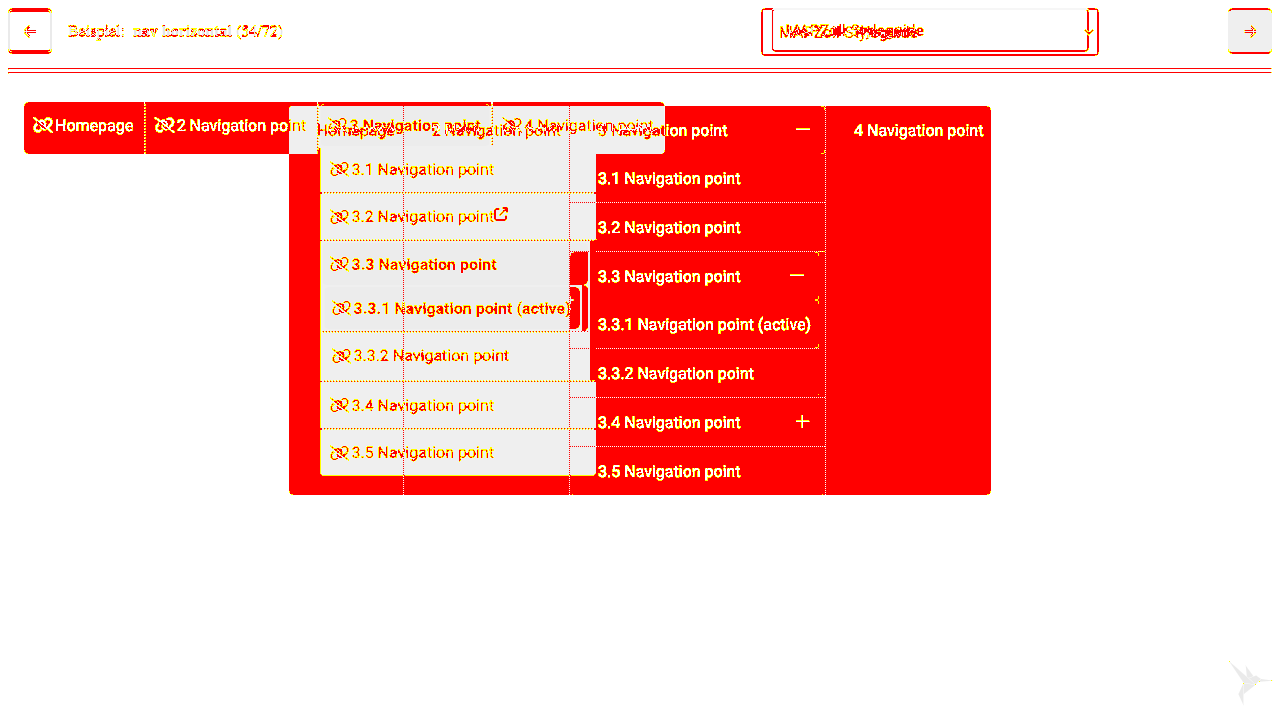 Beispiel: nav horizontal (34/72)
Homepage
2 Navigation point
3 Navigation point
4 Navigation point
Homepage
2 Navigation point
3 Navigation point
4 Navigation point
3.1 Navigation point
3.2 Navigation point
3.3 Navigation point
3.3.1 Navigation point (active)
3.3.2 Navigation point
3.4 Navigation point
3.5 Navigation point
3.1 Navigation point
3.2 Navigation point
3.3 Navigation point
3.3.1 Navigation point (active)
3.3.2 Navigation point
3.4 Navigation point
3.5 Navigation point